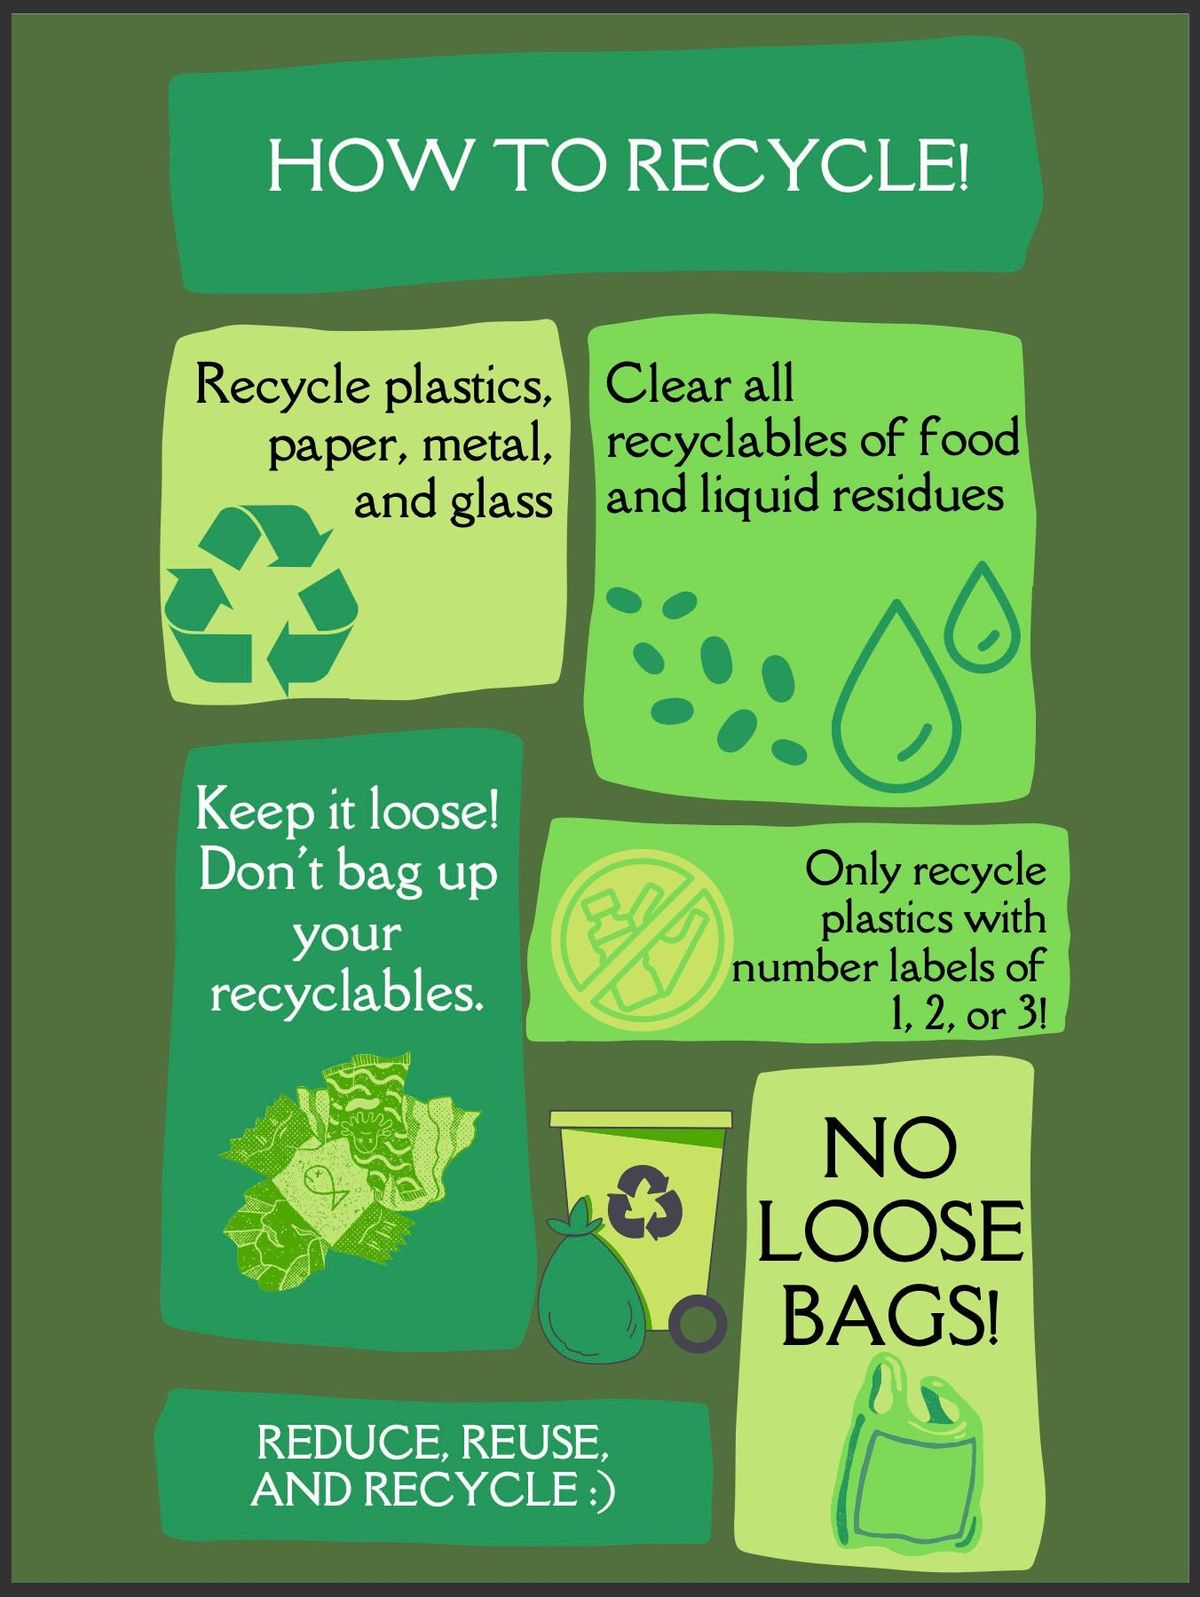 HOW TO RECYCLE!
Recycle plastics,
paper, metal,
and glass
Clear all
recyclables of food
and liquid residues
Keep it loose!
Don't bag up
your
recyclables.
Only recycle
plastics with
number labels of
1, 2, or 3!
NO
LOOSE
BAGS!
REDUCE, REUSE,
AND RECYCLE :)